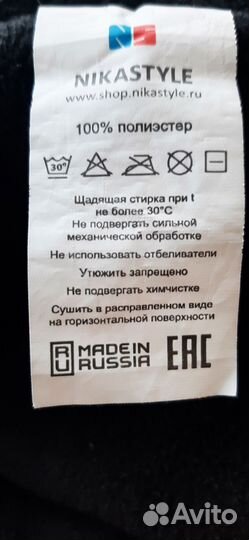 NIKASTYLE
www.shop.nikastyle.ru
100% полиэстер
30°
Щадящая стирка при t
не более 30°С
Не подвергать сильной
механической обработке
Не использовать отбеливатели
Утюжить запрещено
Не подвергать химчистке
Сушить в расправленном виде
на горизонтальной поверхности
RU MADE IN
RUSSIA
EAC
Avito